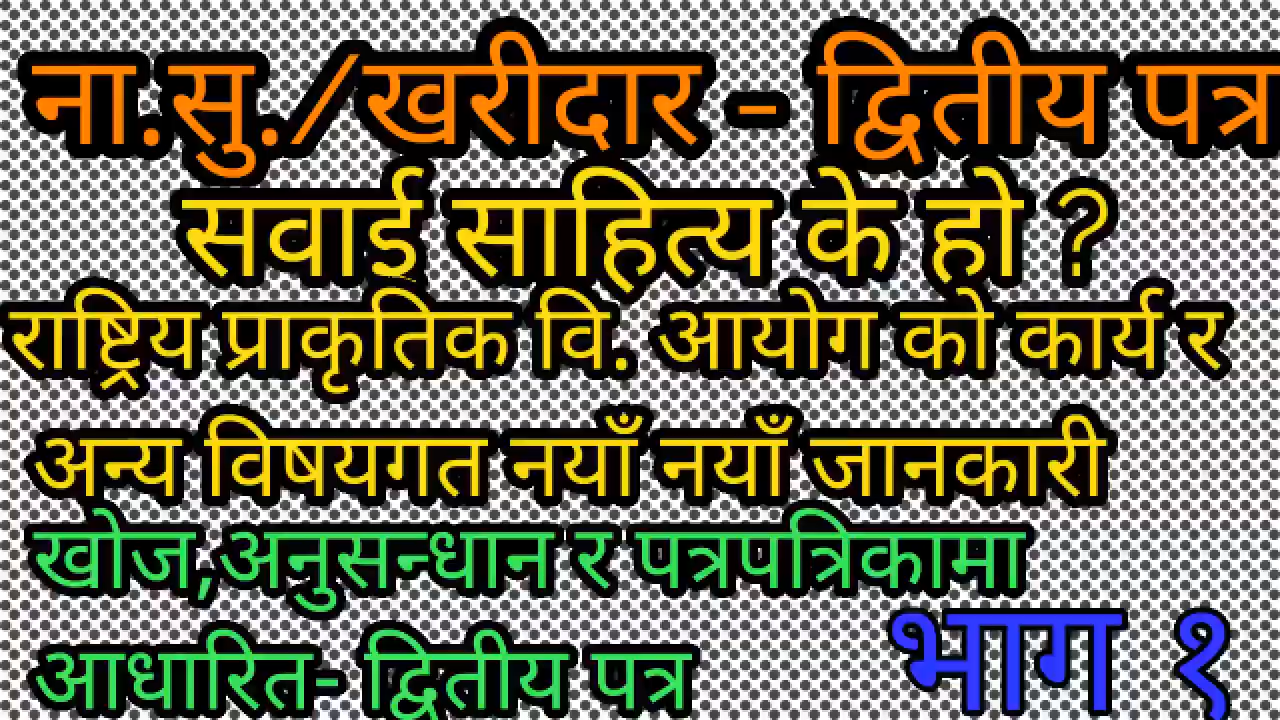 ना.सु./खरीदार - द्वितीय पत्र
सवाई साहित्य के हो ?
राष्ट्रिय प्राकृतिक वि. आयोग को कार्य र
अन्य विषयगत नयाँ नयाँ जानकारी
खोज,अनुसन्धान र पत्रपत्रिकामा
आधारित- द्वितीय पत्र
भाग १